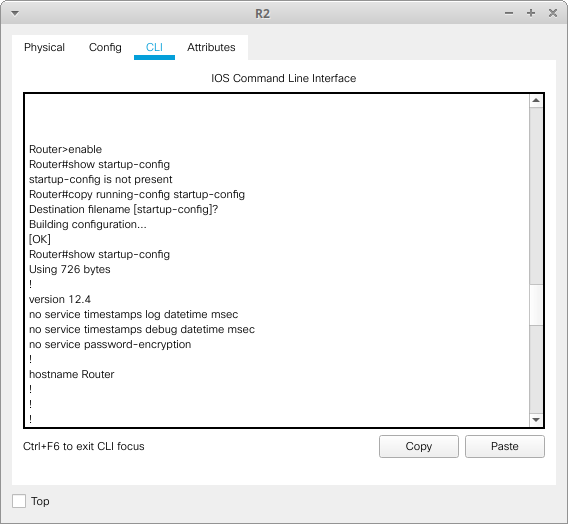 R2
Physical Config CLI Attributes
IOS Command Line Interface
Router>enable
Router#show startup-config
startup-config is not present
Router#copy running-config startup-config
Destination filename [startup-config]?
Building configuration...
[OK]
Router#show startup-config
Using 726 bytes
!
version 12.4
no service timestamps log datetime msec
no service timestamps debug datetime msec
no service password-encryption
!
hostname Router
!
!
!
Ctrl+F6 to exit CLI focus Copy Paste
Top